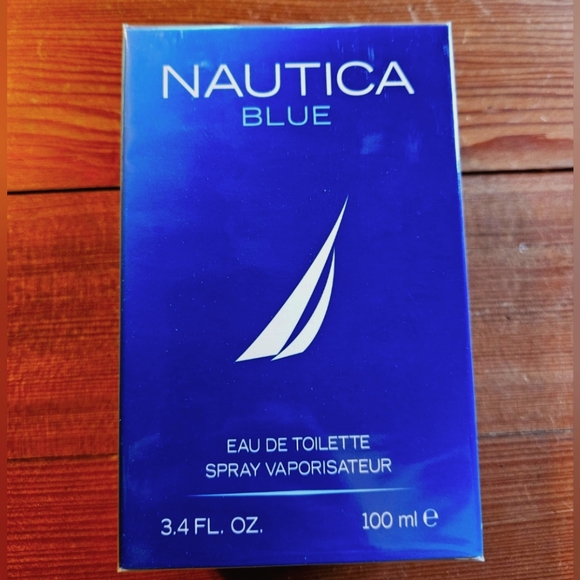 NAUTICA
BLUE
EAU DE TOILETTE
SPRAY VAPORISATEUR
3.4 FL. OZ. 100 ml ℮